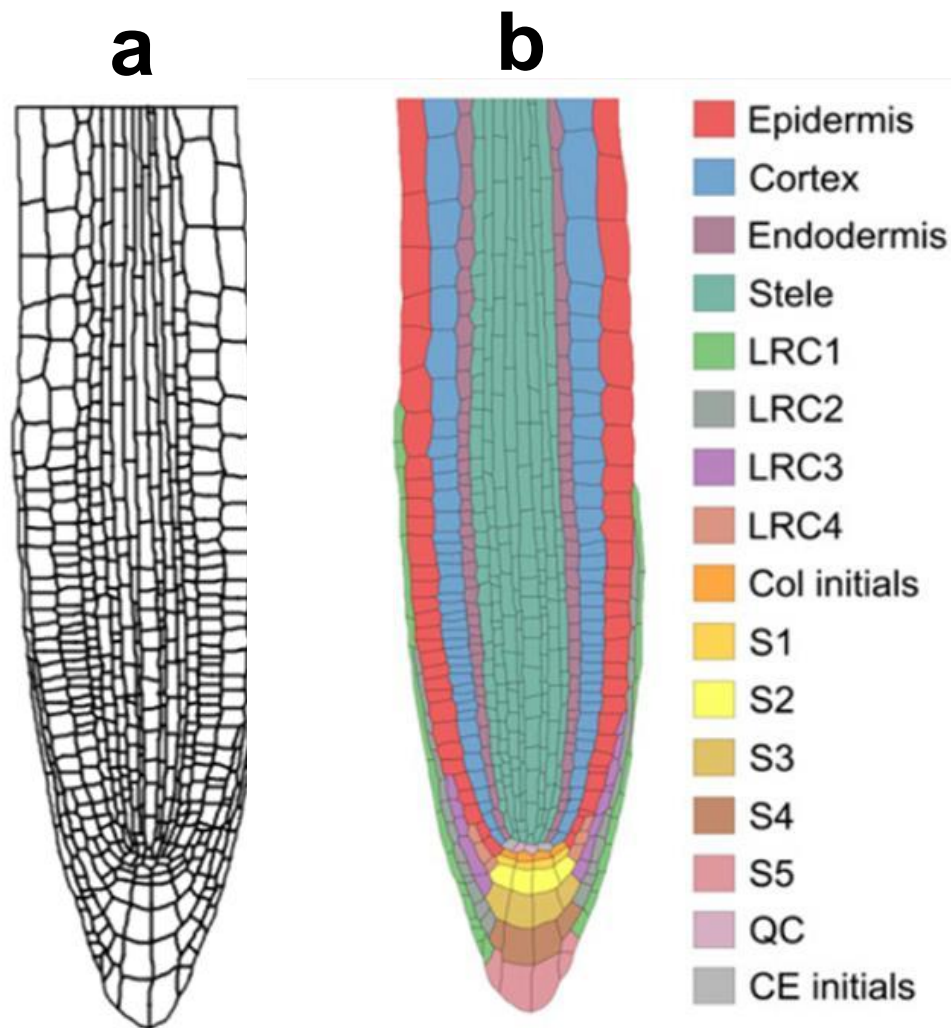 a
b
Epidermis
Cortex
Endodermis
Stele
LRC1
LRC2
LRC3
LRC4
Col initials
S1
S2
S3
S4
S5
QC
CE initials